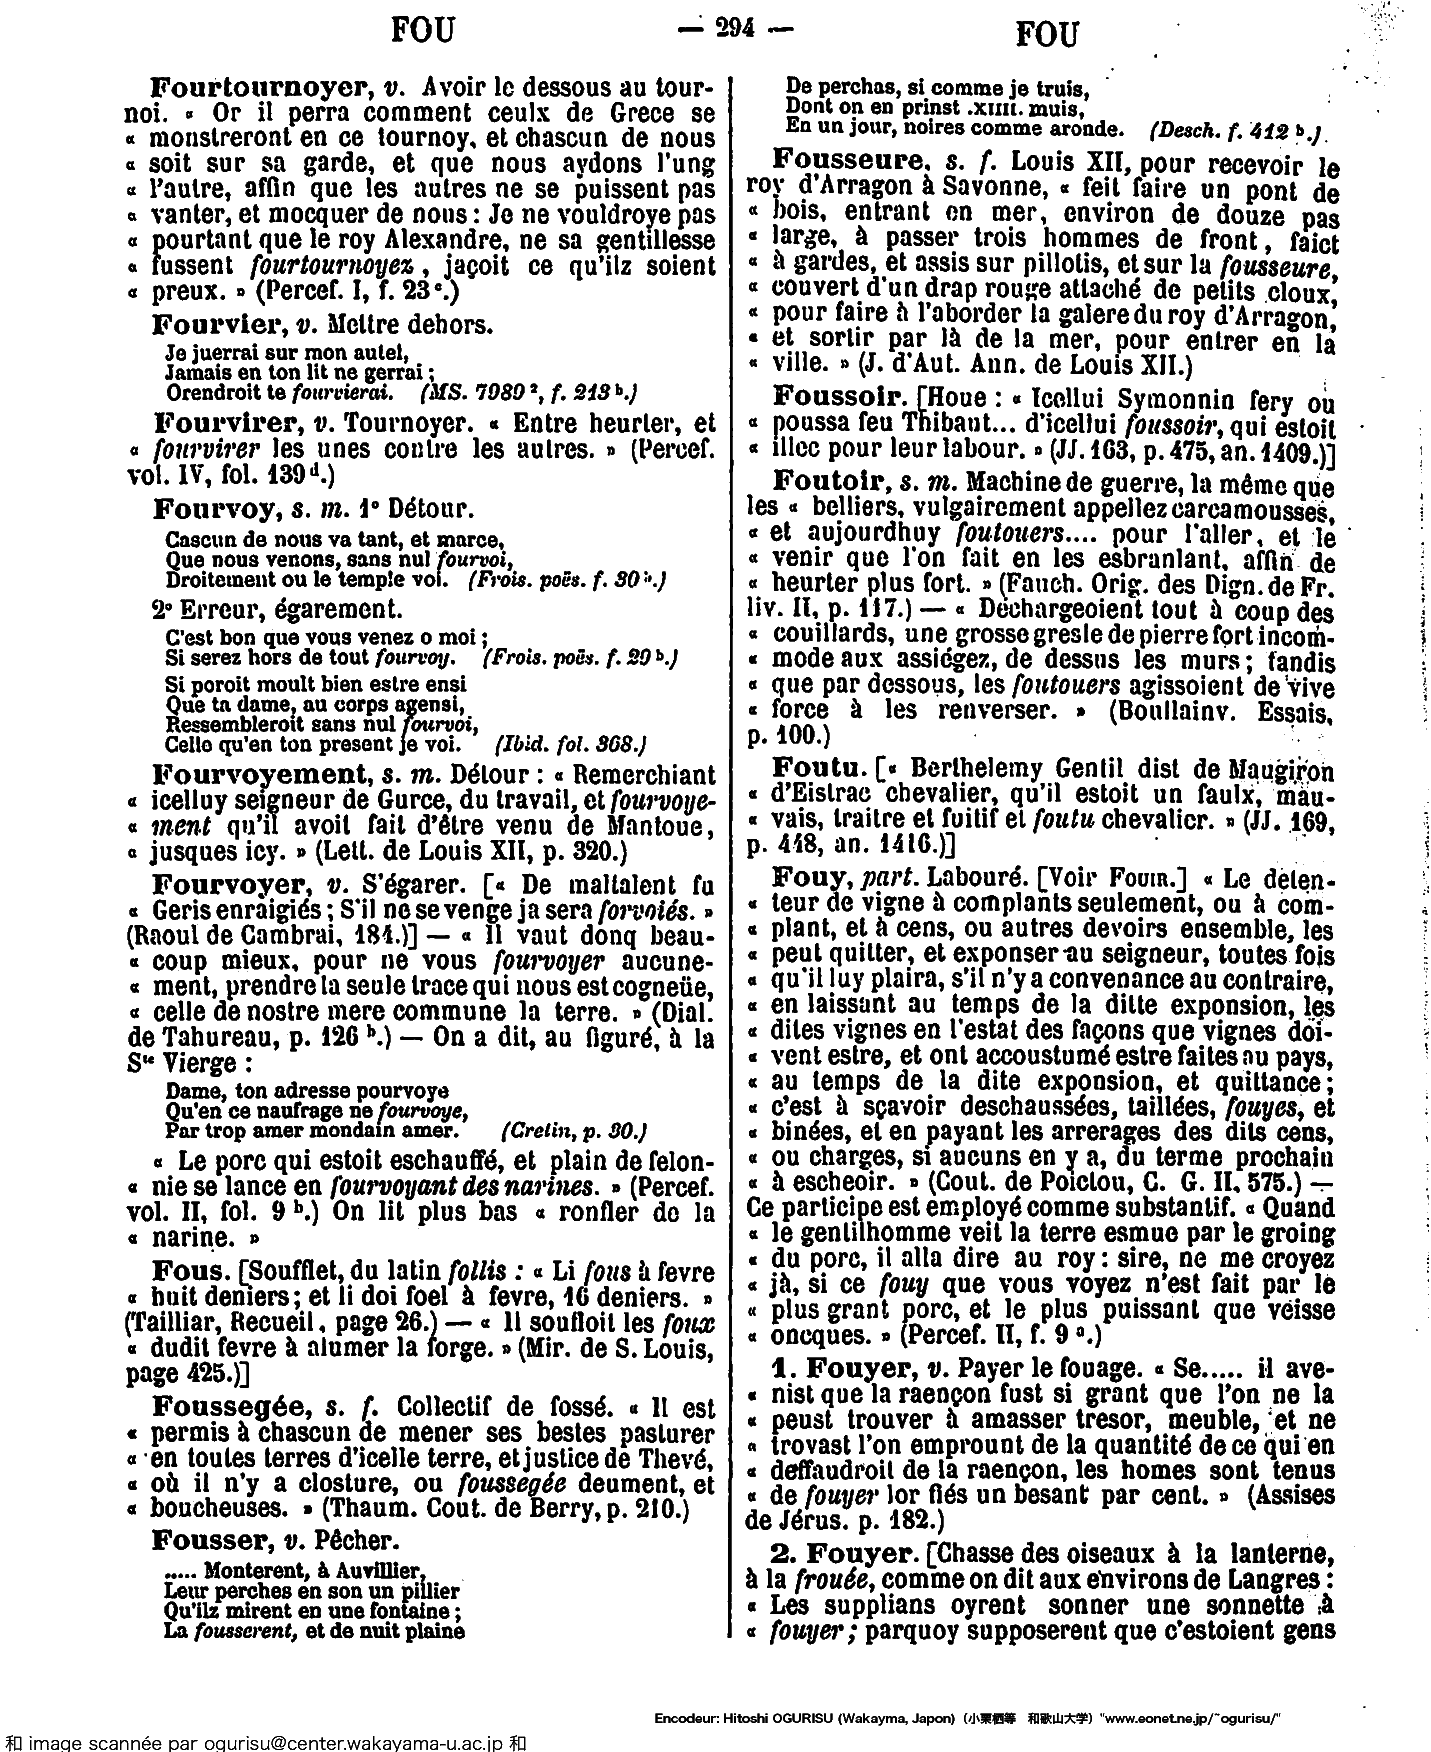 FOU
— 294 —
FOU
Fourtournoyer, v. Avoir le dessous au tour-
noi. « Or il perra comment ceulx de Grece se
« monstreront en ce tournoy, et chascun de nous
« soit sur sa garde, et que nous aydons l'ung
« l'autre, affin que les autres ne se puissent pas
« vanter, et mocquer de nous : Je ne vouldroye pas
« pourtant que le roy Alexandre, ne sa gentillesse
« fussent fourtournoyez, jaçoit ce qu'ilz soient
« preux. » (Percef. I, f. 23ᶜ.)
Fourvier, v. Mettre dehors.
Je juerrai sur mon autel,
Jamais en ton lit ne gerrai ;
Orendroit te fourvierai. (MS. 7989 ², f. 213 ᵇ.)
Fourvirer, v. Tournoyer. « Entre heurter, et
« fourvirer les unes contre les autres. » (Percef.
vol. IV, fol. 139 ᵈ.)
Fourvoy, s. m. 1° Détour.
Cascun de nous va tant, et marce,
Que nous venons, sans nul fourvoi,
Droitement ou le temple voi. (Frois. poës. f. 30 ᵇ.)
2° Erreur, égarement.
C'est bon que vous venez o moi ;
Si serez hors de tout fourvoy. (Frois. poës. f. 29 ᵇ.)
Si poroit moult bien estre ensi
Que ta dame, au corps agensi,
Ressembleroit sans nul fourvoi,
Celle qu'en ton present je voi. (Ibid. fol. 368.)
Fourvoyement, s. m. Détour : « Remerchiant
« icelluy seigneur de Gurce, du travail, et fourvoye-
« ment qu'il avoit fait d'être venu de Mantoue,
« jusques icy. » (Lett. de Louis XII, p. 320.)
Fourvoyer, v. S'égarer. [« De maltalent fu
« Geris enraigiés ; S'il ne se venge ja sera forvoiés. »
(Raoul de Cambrai, 184.)] — « Il vaut donq beau-
« coup mieux, pour ne vous fourvoyer aucune-
« ment, prendre la seule trace qui nous est cogneüe,
« celle de nostre mere commune la terre. » (Dial.
de Tahureau, p. 126 ᵇ.) — On a dit, au figuré, à la
Sᵗᵉ Vierge :
Dame, ton adresse pourvoye
Qu'en ce naufrage ne fourvoye,
Par trop amer mondain amer. (Cretin, p. 30.)
« Le porc qui estoit eschauffé, et plain de felon-
« nie se lance en fourvoyant des narines. » (Percef.
vol. II, fol. 9 ᵇ.) On lit plus bas « ronfler de la
« narine. »
Fous. [Soufflet, du latin follis : « Li fous à fevre
« huit deniers ; et li doi foel à fevre, 16 deniers. »
(Tailliar, Recueil, page 26.) — « Il soufloit les foux
« dudit fevre à alumer la forge. » (Mir. de S. Louis,
page 425.)]
Foussegée, s. f. Collectif de fossé. « Il est
« permis à chascun de mener ses bestes pasturer
« en toutes terres d'icelle terre, et justice de Thevé,
« où il n'y a closture, ou foussegée deument, et
« boucheuses. » (Thaum. Cout. de Berry, p. 210.)
Fousser, v. Pêcher.
..... Monterent, à Auvillier,
Leur perches en son un pillier
Qu'ilz mirent en une fontaine ;
La fousserent, et de nuit plaine
De perchas, si comme je truis,
Dont on en prinst .XIIII. muis,
En un jour, noires comme aronde. (Desch. f. 412 ᵇ.)
Fousseure, s. f. Louis XII, pour recevoir le
roy d'Arragon à Savonne, « feit faire un pont de
« bois, entrant en mer, environ de douze pas
« large, à passer trois hommes de front, faict
« à gardes, et assis sur pillotis, et sur la fousseure,
« couvert d'un drap rouge attaché de petits cloux,
« pour faire à l'aborder la galere du roy d'Arragon,
« et sortir par là de la mer, pour entrer en la
« ville. » (J. d'Aut. Ann. de Louis XII.)
Foussoir. [Houe : « Icellui Symonnin fery ou
« poussa feu Thibaut... d'icellui foussoir, qui estoit
« illec pour leur labour. » (JJ. 163, p. 475, an. 1409.)]
Foutoir, s. m. Machine de guerre, la même que
les « belliers, vulgairement appellez carcamousses,
« et aujourdhuy foutouers.... pour l'aller, et le
« venir que l'on fait en les esbranlant, affin de
« heurter plus fort. » (Fauch. Orig. des Dign. de Fr.
liv. II, p. 117.) — « Dechargeoient tout à coup des
« couillards, une grosse gresle de pierre fort incom-
« mode aux assiégez, de dessus les murs ; tandis
« que par dessous, les foutouers agissoient de vive
« force à les renverser. » (Boullainv. Essais,
p. 100.)
Foutu. [« Berthelemy Gentil dist de Maugiron
« d'Eistrac chevalier, qu'il estoit un faulx, mau-
« vais, traitre et fuitif et foutu chevalier. » (JJ. 169,
p. 448, an. 1416.)]
Fouy, part. Labouré. [Voir FOUIR.] « Le deten-
« teur de vigne à complants seulement, ou à com-
« plant, et à cens, ou autres devoirs ensemble, les
« peut quitter, et exponser au seigneur, toutes fois
« qu'il luy plaira, s'il n'y a convenance au contraire,
« en laissant au temps de la ditte exponsion, les
« dites vignes en l'estat des façons que vignes doi-
« vent estre, et ont accoustumé estre faites au pays,
« au temps de la dite exponsion, et quittance ;
« c'est à sçavoir deschaussées, taillées, fouyes, et
« binées, et en payant les arrerages des dits cens,
« ou charges, si aucuns en y a, du terme prochain
« à escheoir. » (Cout. de Poictou, C. G. II, 575.) —
Ce participe est employé comme substantif. « Quand
« le gentilhomme veit la terre esmue par le groing
« du porc, il alla dire au roy : sire, ne me croyez
« jà, si ce fouy que vous voyez n'est fait par le
« plus grant porc, et le plus puissant que veisse
« oncques. » (Percef. II, f. 9 ᵃ.)
1. Fouyer, v. Payer le fouage. « Se..... il ave-
« nist que la raençon fust si grant que l'on ne la
« peust trouver à amasser tresor, meuble, et ne
« trovast l'on emprount de la quantité de ce qui en
« deffaudroit de la raençon, les homes sont tenus
« de fouyer lor fiés un besant par cent. » (Assises
de Jérus. p. 182.)
2. Fouyer. [Chasse des oiseaux à la lanterne,
à la frouée, comme on dit aux environs de Langres :
« Les supplians oyrent sonner une sonnette à
« fouyer ; parquoy supposerent que c'estoient gens
Encodeur: Hitoshi OGURISU (Wakayma, Japon)（小栗栖等　和歌山大学）"www.eonet.ne.jp/~ogurisu/"
和 image scannée par ogurisu@center.wakayama-u.ac.jp 和